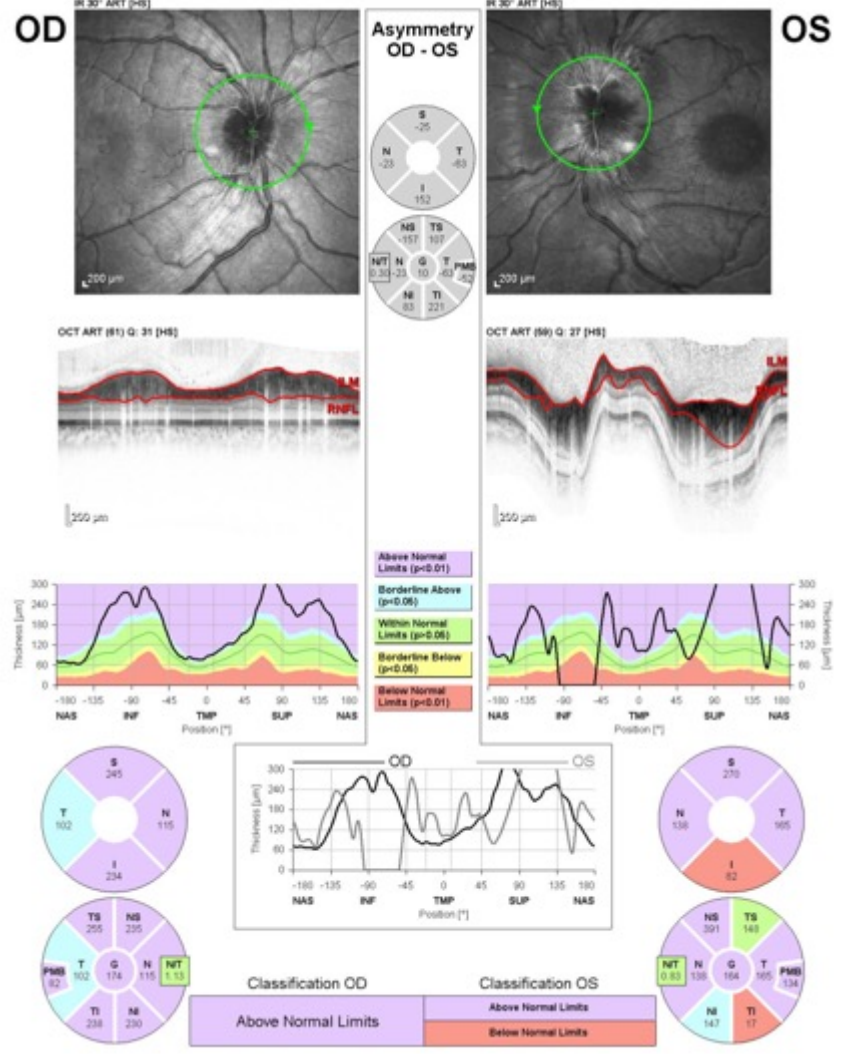 IR 30° ART [HS]
IR 30° ART [HS]
OD
Asymmetry
OD - OS
OS
S
-25
N
-23
T
-63
I
152
NS
-157
TS
107
N/T
0.30
N
-23
G
10
T
-63
PMB
-52
NI
83
TI
221
200 µm
200 µm
OCT ART (61) Q: 31 [HS]
OCT ART (59) Q: 27 [HS]
ILM
RNFL
ILM
RNFL
200 µm
200 µm
Above Normal
Limits (p<0.01)
Borderline Above
(p<0.05)
Within Normal
Limits (p>0.05)
Borderline Below
(p<0.05)
Below Normal
Limits (p<0.01)
Thickness [µm]
300
240
180
120
60
0
-180 -135 -90 -45 0 45 90 135 180
NAS INF TMP SUP NAS
Position [°]
300
240
180
120
60
0
Thickness [µm]
-180 -135 -90 -45 0 45 90 135 180
NAS INF TMP SUP NAS
Position [°]
OD
OS
Thickness [µm]
300
240
180
120
60
0
-180 -135 -90 -45 0 45 90 135 180
NAS INF TMP SUP NAS
Position [°]
S
245
T
102
N
115
I
234
S
270
N
138
T
165
I
82
TS
255
NS
235
PMB
82
T
102
G
174
N
115
N/T
1.13
TI
238
NI
230
NS
391
TS
148
N/T
0.83
N
138
G
164
T
165
PMB
134
NI
147
TI
17
Classification OD
Above Normal Limits
Classification OS
Above Normal Limits
Below Normal Limits